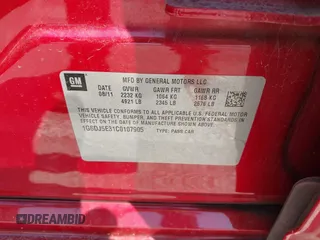 GM
MFD BY GENERAL MOTORS LLC
DATE GVWR GAWR FRT GAWR RR
08/11 2232 KG 1064 KG 1168 KG
4921 LB 2345 LB 2576 LB
THIS VEHICLE CONFORMS TO ALL APPLICABLE U.S. FEDERAL MOTOR
VEHICLE SAFETY, BUMPER, AND THEFT PREVENTION STANDARDS
IN EFFECT ON THE DATE OF MANUFACTURE SHOWN ABOVE.
TYPE: PASS CAR
DREAMBID